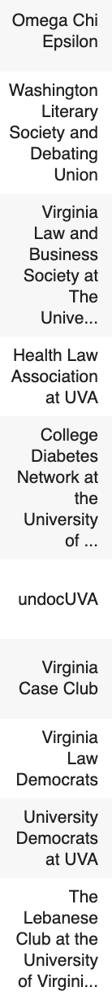 Omega Chi
Epsilon
Washington
Literary
Society and
Debating
Union
Virginia
Law and
Business
Society at
The
Unive...
Health Law
Association
at UVA
College
Diabetes
Network at
the
University
of ...
undocUVA
Virginia
Case Club
Virginia
Law
Democrats
University
Democrats
at UVA
The
Lebanese
Club at the
University
of Virgini...